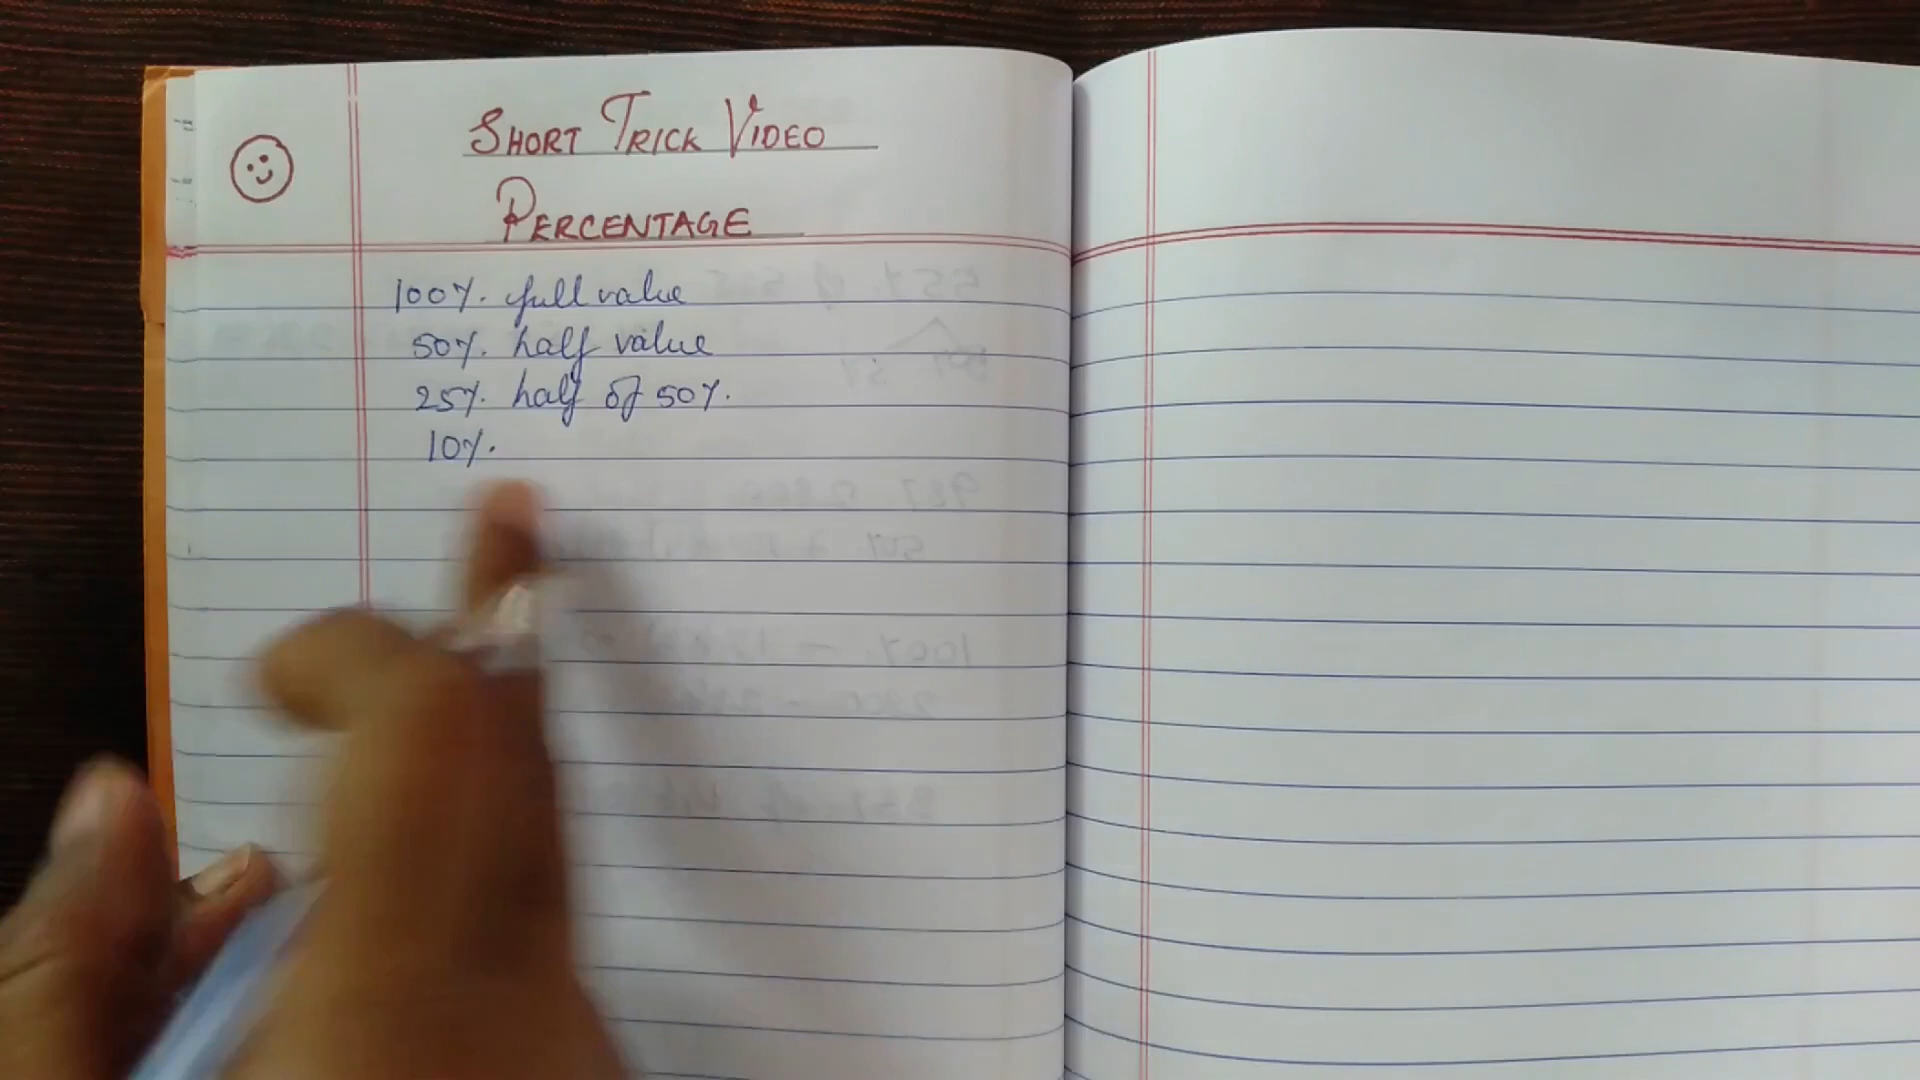 SHORT TRICK VIDEO
PERCENTAGE
100%. full value
50%. half value
25%. half of 50%.
10%.